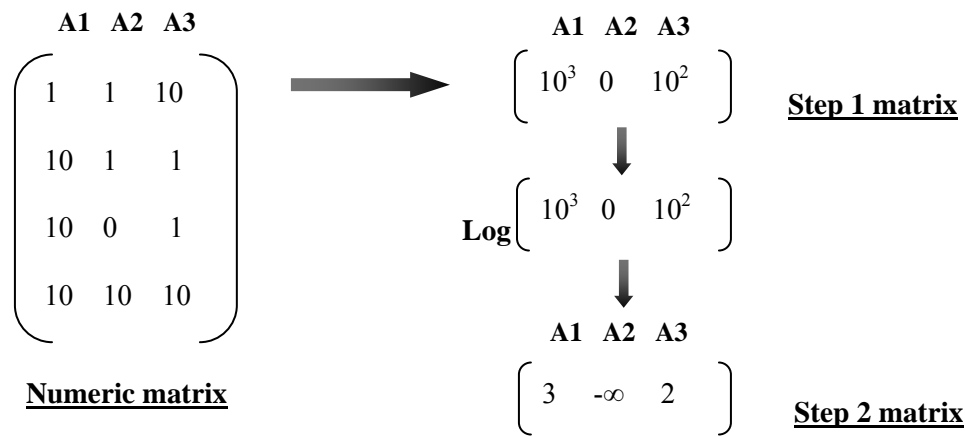 A1 A2 A3
1 1 10
10 1 1
10 0 1
10 10 10
Numeric matrix
A1 A2 A3
10³ 0 10²
Step 1 matrix
Log 10³ 0 10²
A1 A2 A3
3 -∞ 2
Step 2 matrix